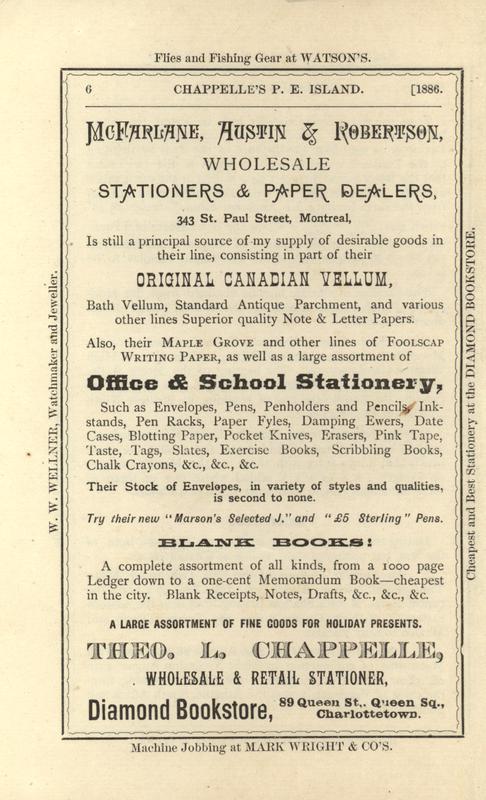 Flies and Fishing Gear at WATSON'S.
6 CHAPPELLE'S P. E. ISLAND. [1886.
McFARLANE, AUSTIN & ROBERTSON,
WHOLESALE
STATIONERS & PAPER DEALERS,
343 St. Paul Street, Montreal,
Is still a principal source of my supply of desirable goods in
their line, consisting in part of their
ORIGINAL CANADIAN VELLUM,
Bath Vellum, Standard Antique Parchment, and various
other lines Superior quality Note & Letter Papers.
Also, their MAPLE GROVE and other lines of FOOLSCAP
WRITING PAPER, as well as a large assortment of
Office & School Stationery,
Such as Envelopes, Pens, Penholders and Pencils, Ink-
stands, Pen Racks, Paper Fyles, Damping Ewers, Date
Cases, Blotting Paper, Pocket Knives, Erasers, Pink Tape,
Taste, Tags, Slates, Exercise Books, Scribbling Books,
Chalk Crayons, &c., &c., &c.
Their Stock of Envelopes, in variety of styles and qualities,
is second to none.
Try their new "Marson's Selected J." and "£5 Sterling" Pens.
BLANK BOOKS!
A complete assortment of all kinds, from a 1000 page
Ledger down to a one-cent Memorandum Book—cheapest
in the city. Blank Receipts, Notes, Drafts, &c., &c., &c.
A LARGE ASSORTMENT OF FINE GOODS FOR HOLIDAY PRESENTS.
THEO. L. CHAPPELLE,
WHOLESALE & RETAIL STATIONER,
Diamond Bookstore, 89 Queen St., Queen Sq.,
Charlottetown.
Machine Jobbing at MARK WRIGHT & CO'S.
W. W. WELLNER, Watchmaker and Jeweller.
Cheapest and Best Stationery at the DIAMOND BOOKSTORE.